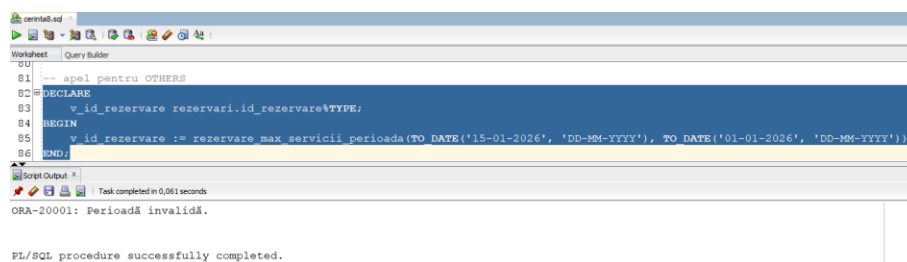 cerinta8.sql
Worksheet Query Builder
80
81 -- apel pentru OTHERS
82 DECLARE
83 v_id_rezervare rezervari.id_rezervare%TYPE;
84 BEGIN
85 v_id_rezervare := rezervare_max_servicii_perioada(TO_DATE('15-01-2026', 'DD-MM-YYYY'), TO_DATE('01-01-2026', 'DD-MM-YYYY'))
86 END;
Script Output x
Task completed in 0,061 seconds
ORA-20001: Perioadă invalidă.
PL/SQL procedure successfully completed.